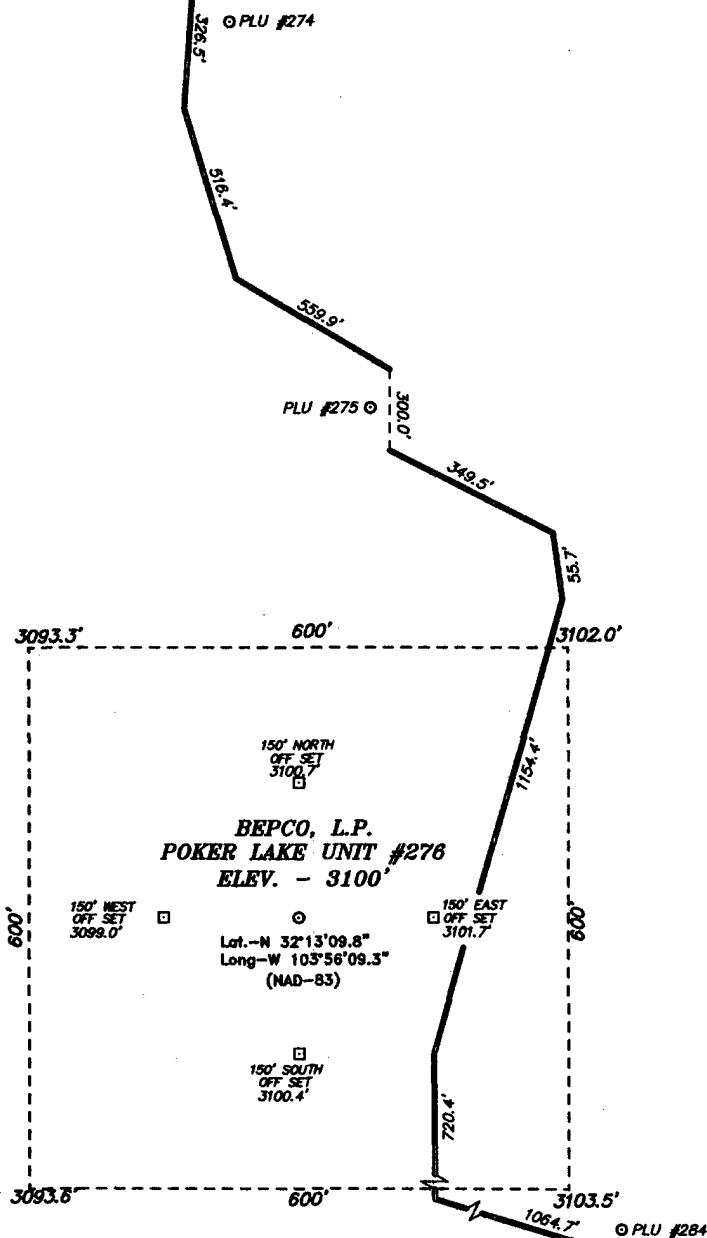 PLU #274
326.5'
516.4'
559.9'
PLU #275
300.0'
349.5'
55.7'
3093.3'
600'
3102.0'
1154.4'
150' NORTH
OFF SET
3100.7'
BEPCO, L.P.
POKER LAKE UNIT #276
ELEV. - 3100'
150' WEST
OFF SET
3099.0'
150' EAST
OFF SET
3101.7'
600'
600'
Lat.-N 32°13'09.8"
Long-W 103°56'09.3"
(NAD-83)
150' SOUTH
OFF SET
3100.4'
720.4'
3093.6'
600'
3103.5'
1064.7'
PLU #284